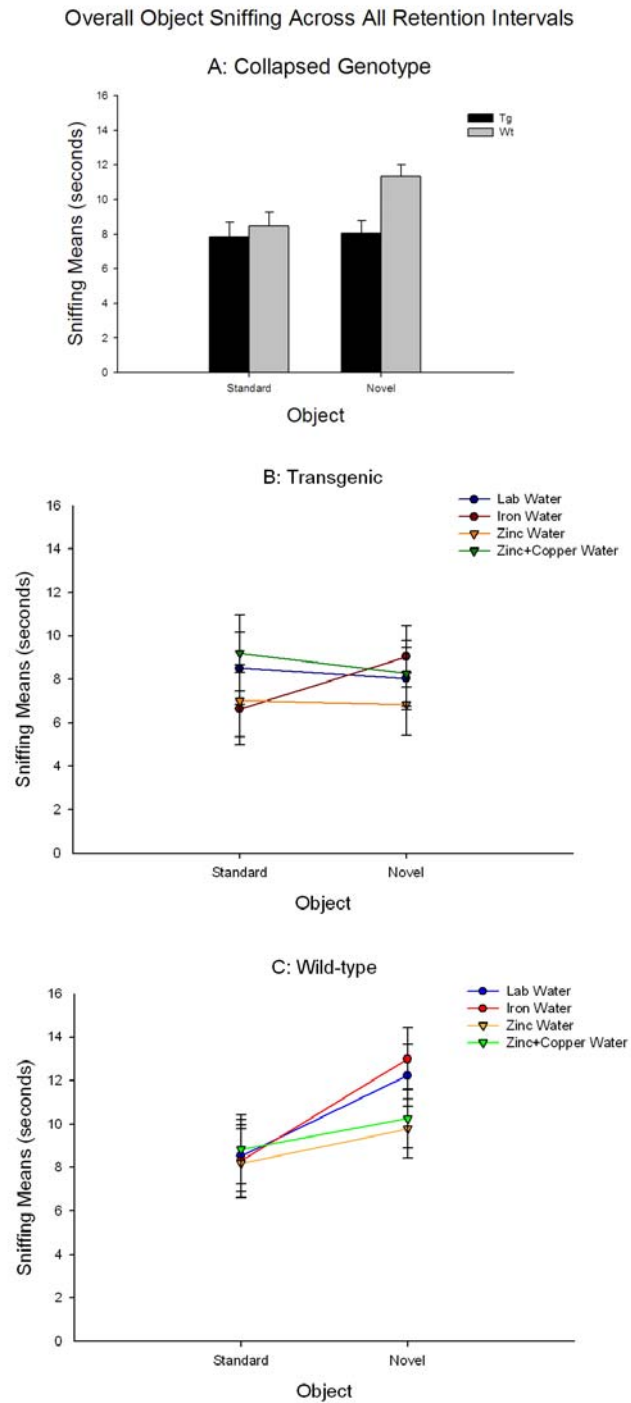 Overall Object Sniffing Across All Retention Intervals
A: Collapsed Genotype
16
14
12
10
8
6
4
2
0
Sniffing Means (seconds)
Tg
Wt
Standard
Novel
Object
B: Transgenic
16
14
12
10
8
6
4
2
0
Sniffing Means (seconds)
Lab Water
Iron Water
Zinc Water
Zinc+Copper Water
Standard
Novel
Object
C: Wild-type
16
14
12
10
8
6
4
2
0
Sniffing Means (seconds)
Lab Water
Iron Water
Zinc Water
Zinc+Copper Water
Standard
Novel
Object